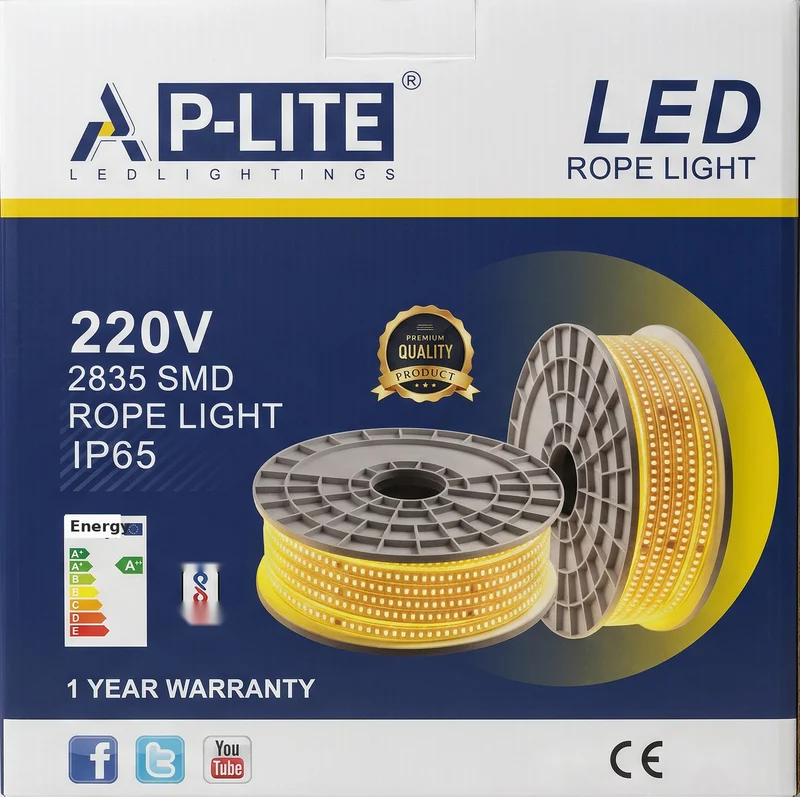 AP-LITE®
LEDLIGHTINGS
LED
ROPE LIGHT
220V
2835 SMD
ROPE LIGHT
IP65
PREMIUM
QUALITY
PRODUCT
Energy
A+
A+
B
B
C
D
E
A++
1 YEAR WARRANTY
f
t
You
Tube
CE